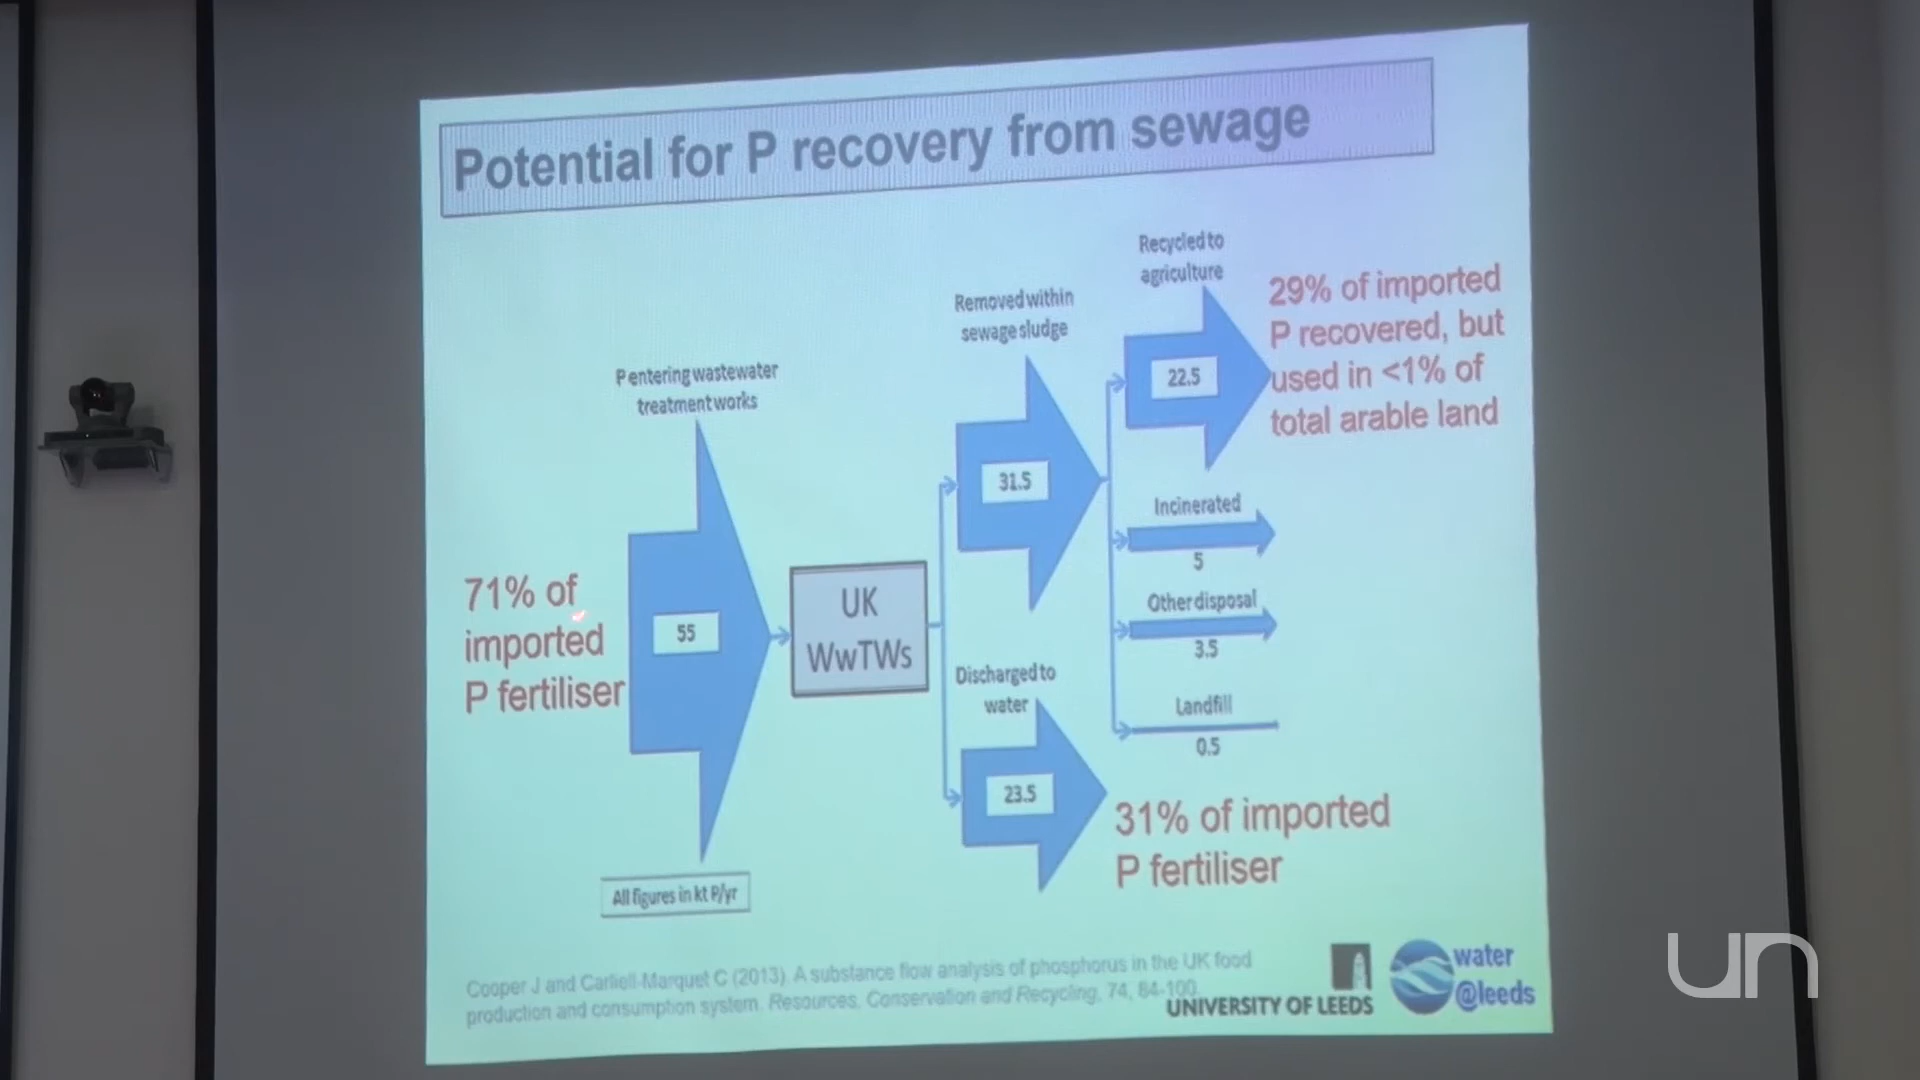 Potential for P recovery from sewage
Recycled to
agriculture
29% of imported
P recovered, but
used in <1% of
total arable land
Removed within
sewage sludge
22.5
P entering wastewater
treatment works
31.5
Incinerated
5
71% of
imported
P fertiliser
55
UK
WwTWs
Other disposal
3.5
Discharged to
water
Landfill
0.5
23.5
31% of imported
P fertiliser
All figures in kt P/yr
Cooper J and Carliell-Marquet C (2013). A substance flow analysis of phosphorus in the UK food
production and consumption system. Resources, Conservation and Recycling, 74, 84-100.
UNIVERSITY OF LEEDS
water
@leeds
un